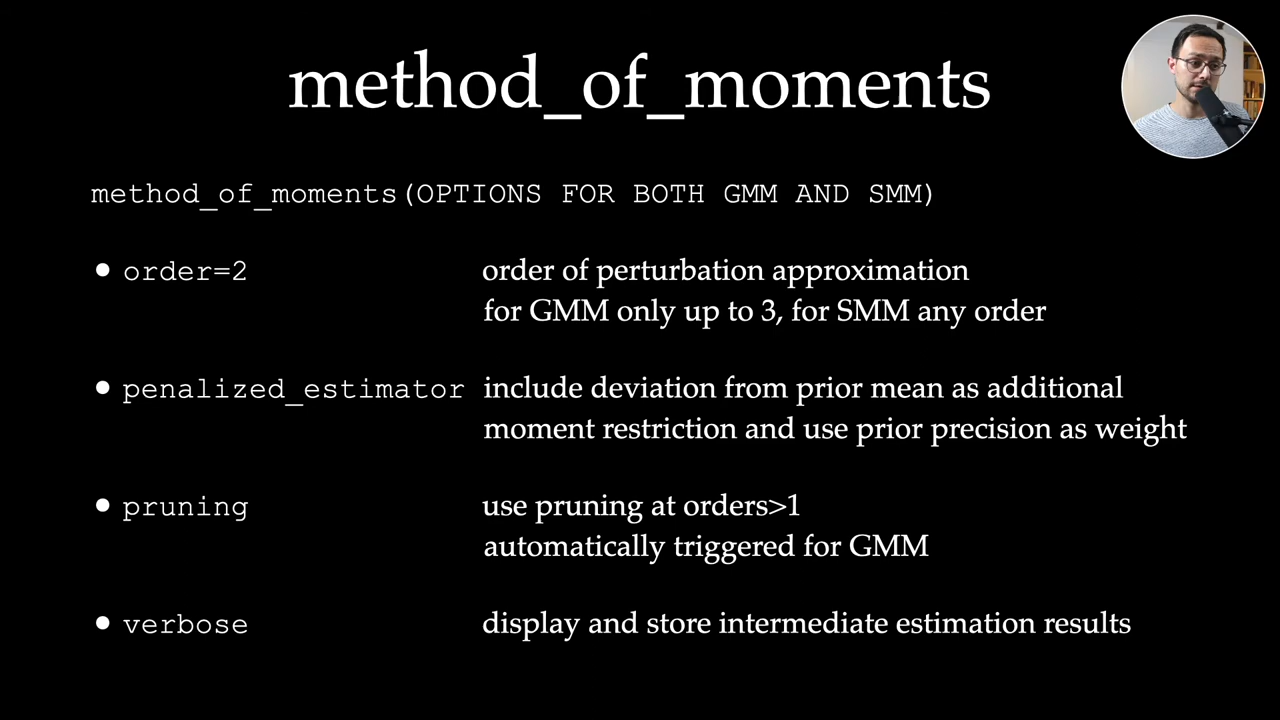 method_of_moments
method_of_moments(OPTIONS FOR BOTH GMM AND SMM)
• order=2 order of perturbation approximation
for GMM only up to 3, for SMM any order
• penalized_estimator include deviation from prior mean as additional
moment restriction and use prior precision as weight
• pruning use pruning at orders>1
automatically triggered for GMM
• verbose display and store intermediate estimation results